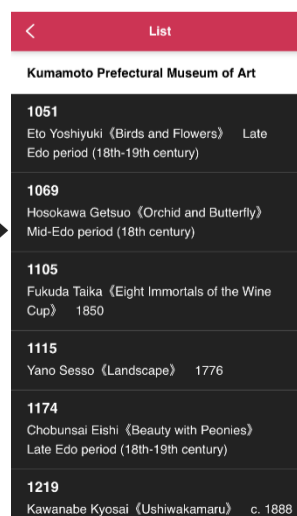 List
Kumamoto Prefectural Museum of Art
1051
Eto Yoshiyuki《Birds and Flowers》 Late
Edo period (18th-19th century)
1069
Hosokawa Getsuo《Orchid and Butterfly》
Mid-Edo period (18th century)
1105
Fukuda Taika《Eight Immortals of the Wine
Cup》 1850
1115
Yano Sesso《Landscape》 1776
1174
Chobunsai Eishi《Beauty with Peonies》
Late Edo period (18th-19th century)
1219
Kawanabe Kyosai《Ushiwakamaru》 c. 1888